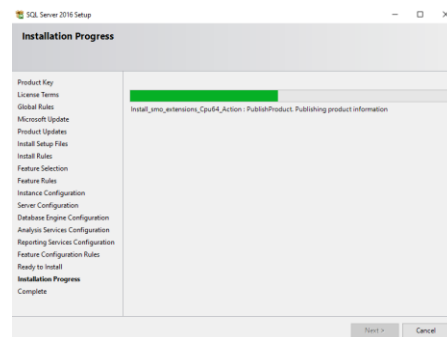 SQL Server 2016 Setup
Installation Progress
Product Key
License Terms
Global Rules
Microsoft Update
Product Updates
Install Setup Files
Install Rules
Feature Selection
Feature Rules
Instance Configuration
Server Configuration
Database Engine Configuration
Analysis Services Configuration
Reporting Services Configuration
Feature Configuration Rules
Ready to Install
Installation Progress
Complete
Install_smo_extensions_Cpu64_Action : PublishProduct. Publishing product information
Next >
Cancel